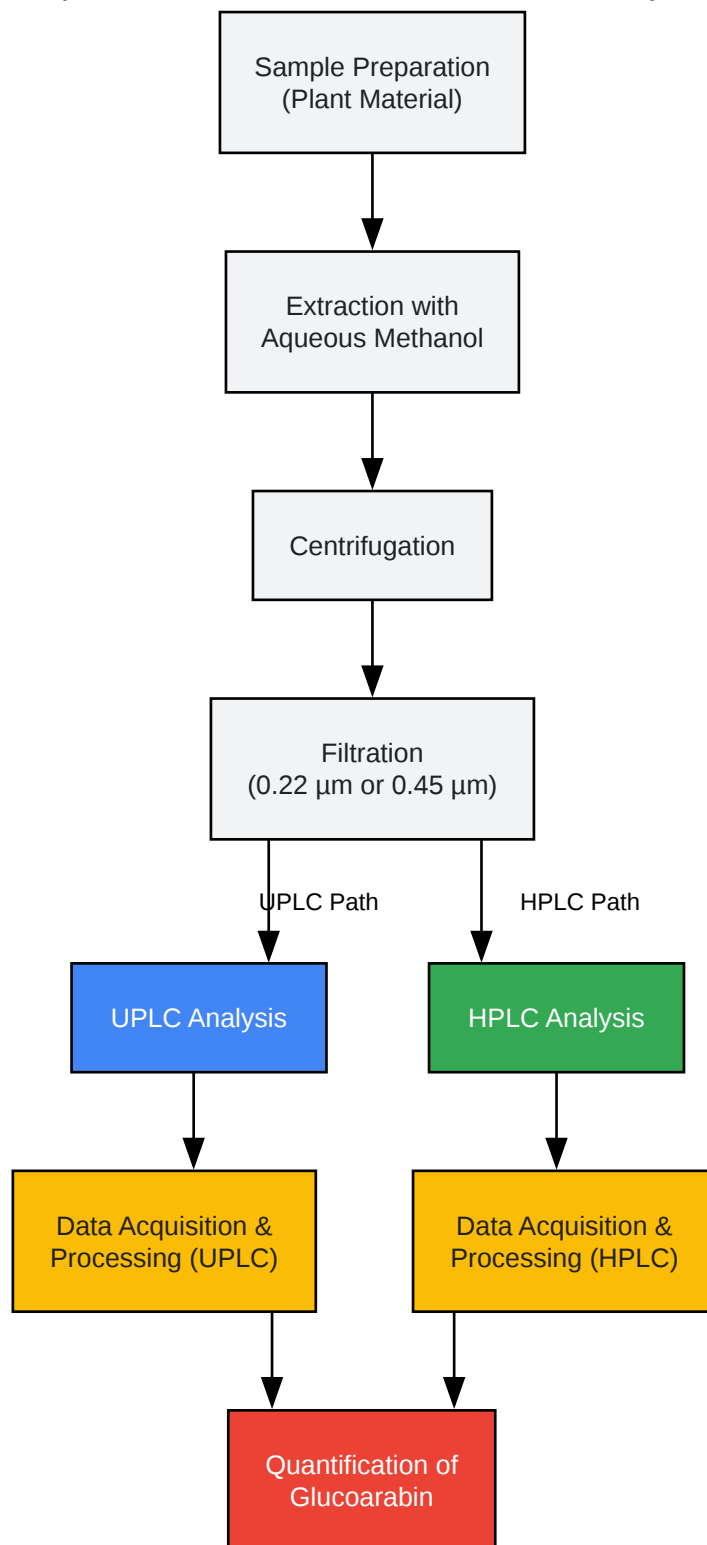 Sample Preparation
(Plant Material)
Extraction with
Aqueous Methanol
Centrifugation
Filtration
(0.22 µm or 0.45 µm)
UPLC Path
HPLC Path
UPLC Analysis
HPLC Analysis
Data Acquisition &
Processing (UPLC)
Data Acquisition &
Processing (HPLC)
Quantification of
Glucoarabin